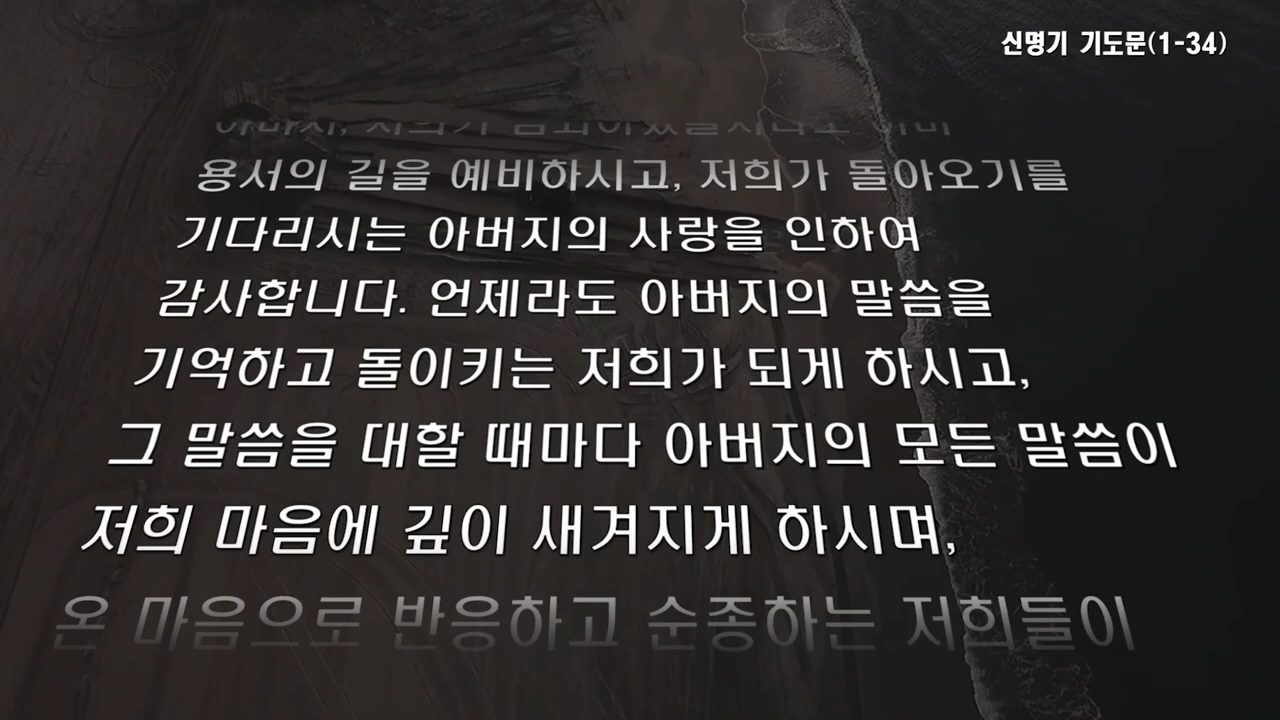 신명기 기도문(1-34)
용서의 길을 예비하시고, 저희가 돌아오기를
기다리시는 아버지의 사랑을 인하여
감사합니다. 언제라도 아버지의 말씀을
기억하고 돌이키는 저희가 되게 하시고,
그 말씀을 대할 때마다 아버지의 모든 말씀이
저희 마음에 깊이 새겨지게 하시며,
온 마음으로 반응하고 순종하는 저희들이